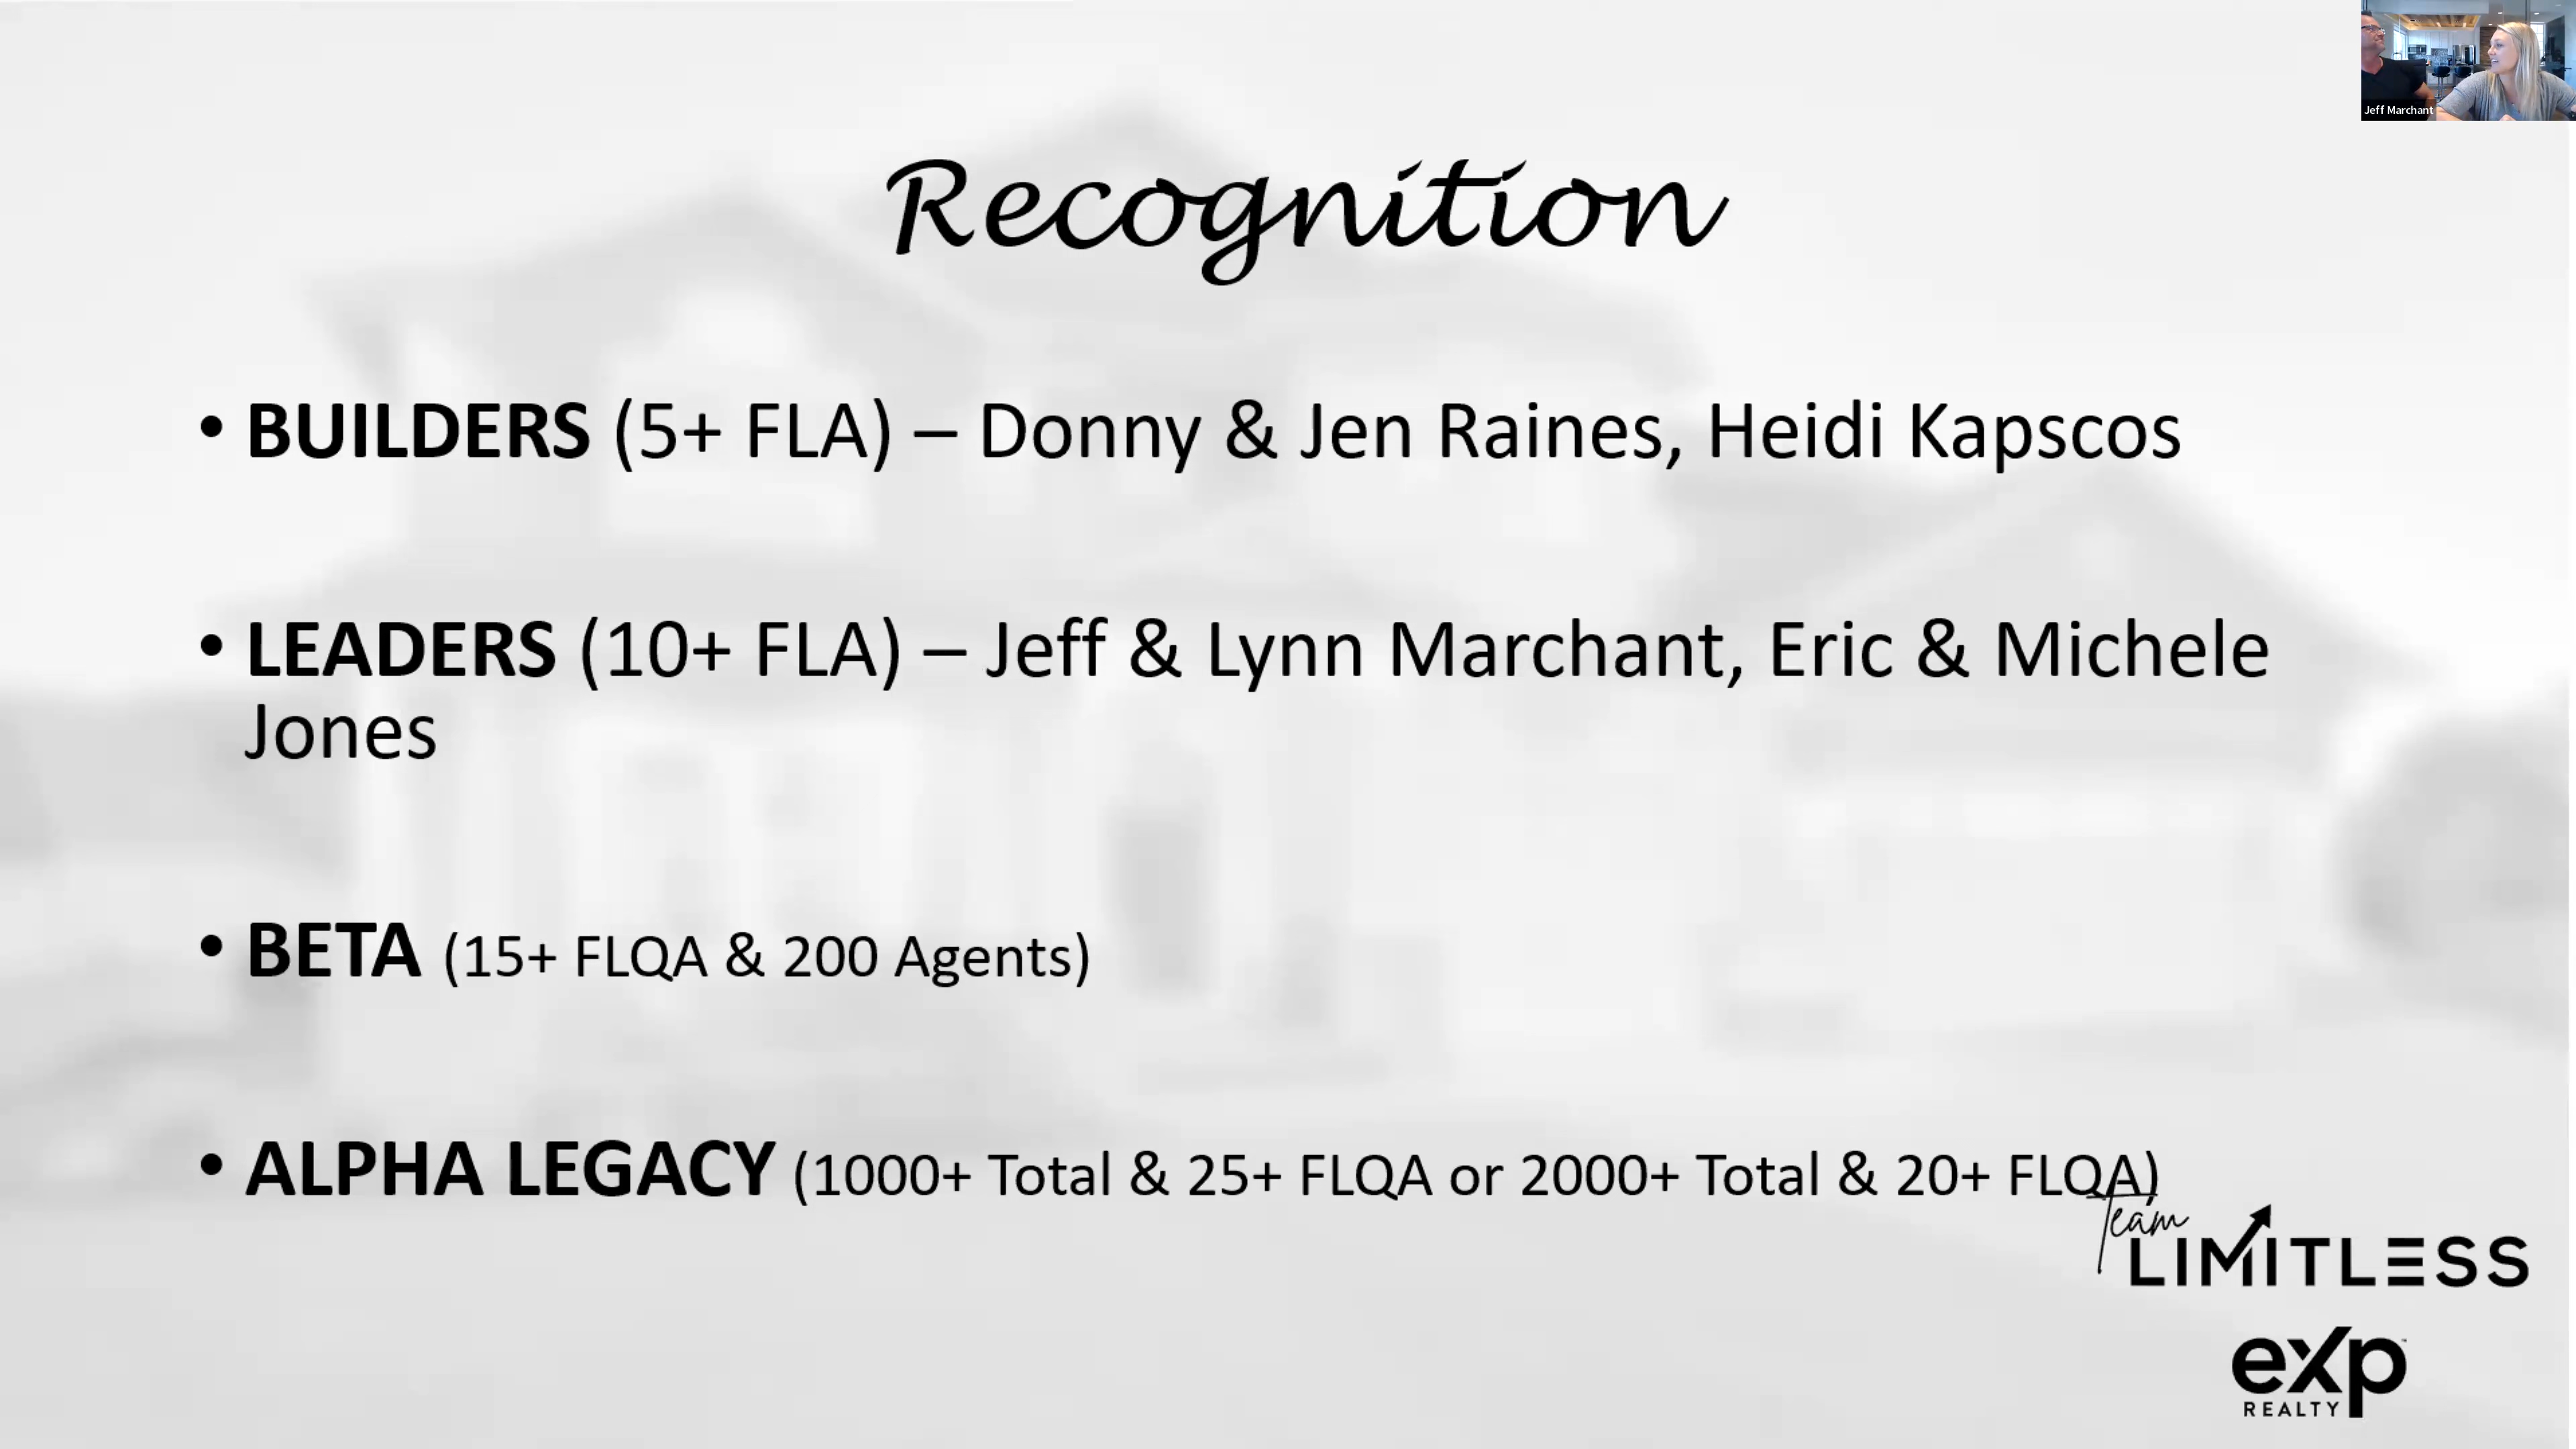 Jeff Marchant
Recognition
• BUILDERS (5+ FLA) – Donny & Jen Raines, Heidi Kapscos
• LEADERS (10+ FLA) – Jeff & Lynn Marchant, Eric & Michele
Jones
• BETA (15+ FLQA & 200 Agents)
• ALPHA LEGACY (1000+ Total & 25+ FLQA or 2000+ Total & 20+ FLQA)
Team
LIMITLESS
eXp
REALTY